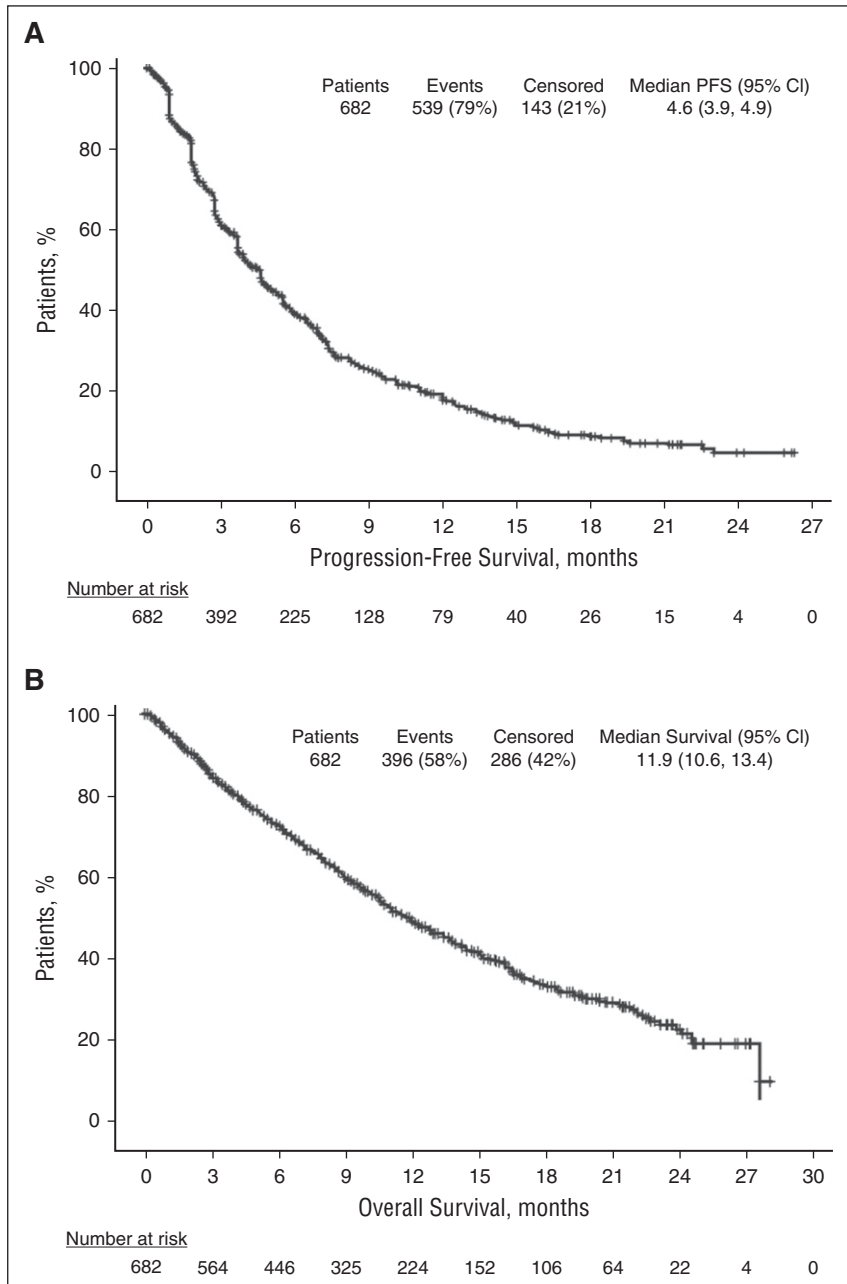 A
Patients Events Censored Median PFS (95% CI)
682 539 (79%) 143 (21%) 4.6 (3.9, 4.9)
100
80
60
40
20
0
Patients, %
0 3 6 9 12 15 18 21 24 27
Progression-Free Survival, months
Number at risk
682 392 225 128 79 40 26 15 4 0
B
Patients Events Censored Median Survival (95% CI)
682 396 (58%) 286 (42%) 11.9 (10.6, 13.4)
100
80
60
40
20
0
Patients, %
0 3 6 9 12 15 18 21 24 27 30
Overall Survival, months
Number at risk
682 564 446 325 224 152 106 64 22 4 0